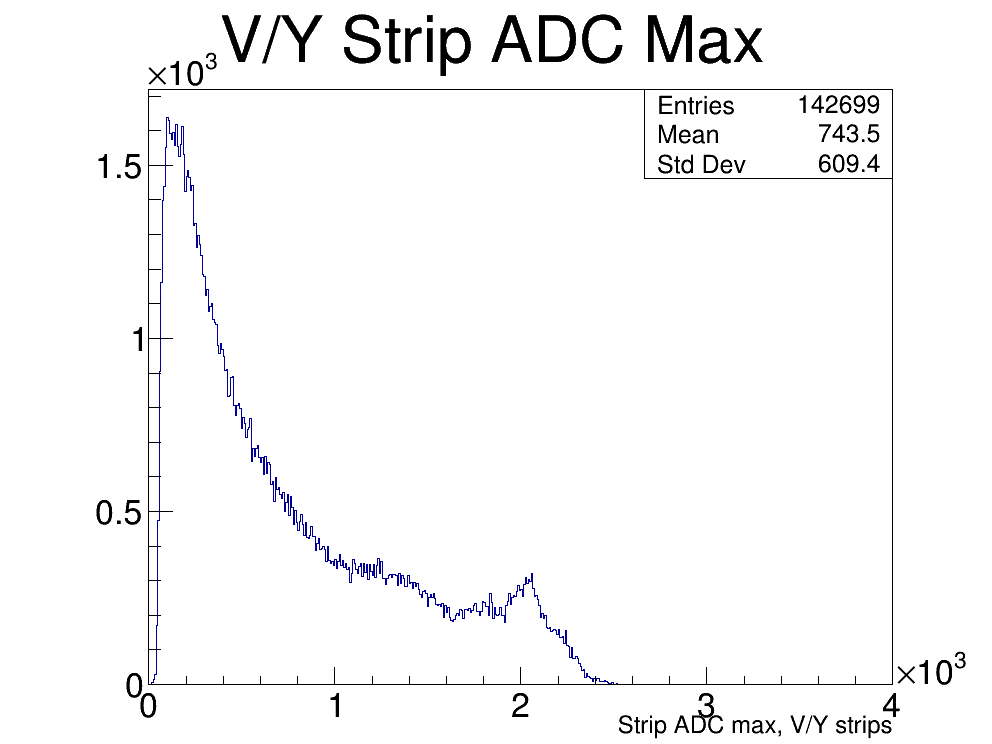 V/Y Strip ADC Max
×10³
Entries 142699
Mean 743.5
Std Dev 609.4
1.5
1
0.5
0
0 1 2 3 4
×10³
Strip ADC max, V/Y strips